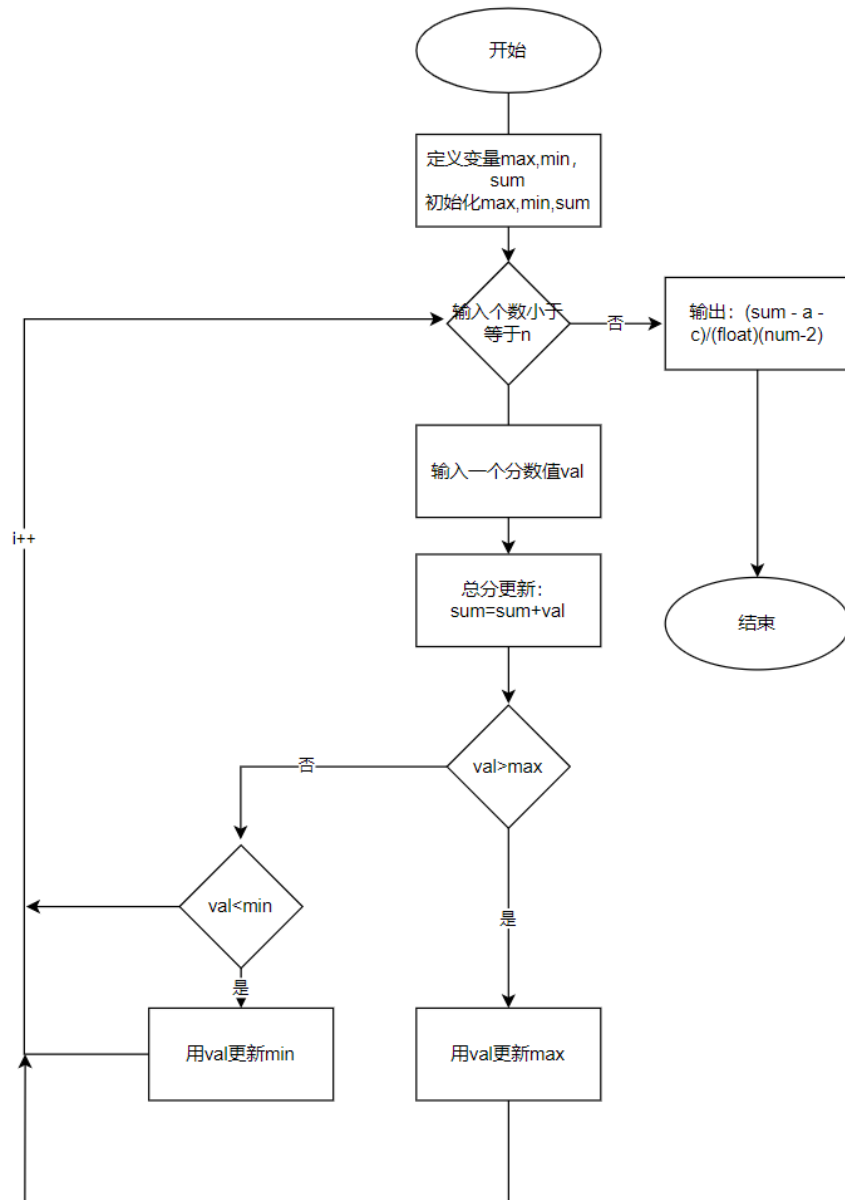 开始
定义变量max,min，
sum
初始化max,min,sum
输入个数小于
等于n
否
输出：(sum - a -
c)/(float)(num-2)
输入一个分数值val
i++
总分更新：
sum=sum+val
结束
否
val>max
val<min
是
是
用val更新min
用val更新max